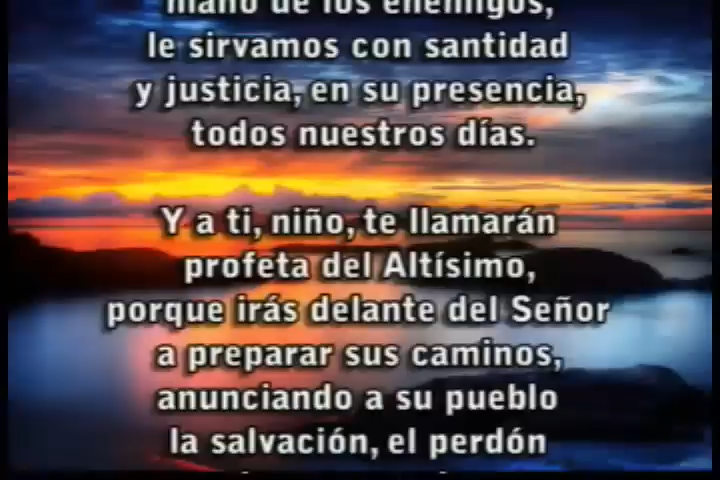 mano de los enemigos,
le sirvamos con santidad
y justicia, en su presencia,
todos nuestros días.
Y a ti, niño, te llamarán
profeta del Altísimo,
porque irás delante del Señor
a preparar sus caminos,
anunciando a su pueblo
la salvación, el perdón